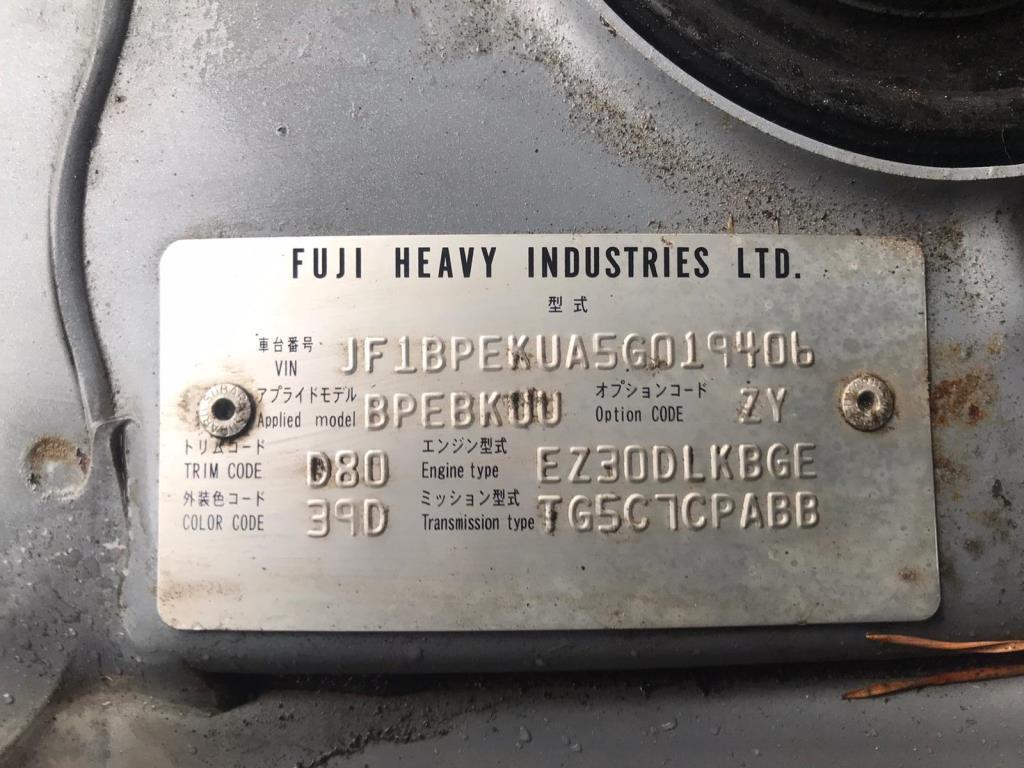 FUJI HEAVY INDUSTRIES LTD.
型式
車台番号
VIN JF1BPEKUA5G019406
アプライドモデル オプションコード
Applied model BPEBKUU Option CODE ZY
トリムコード エンジン型式
TRIM CODE D80 Engine type EZ30DLKBGE
外装色コード ミッション型式
COLOR CODE 39D Transmission type TG5C7CPABB